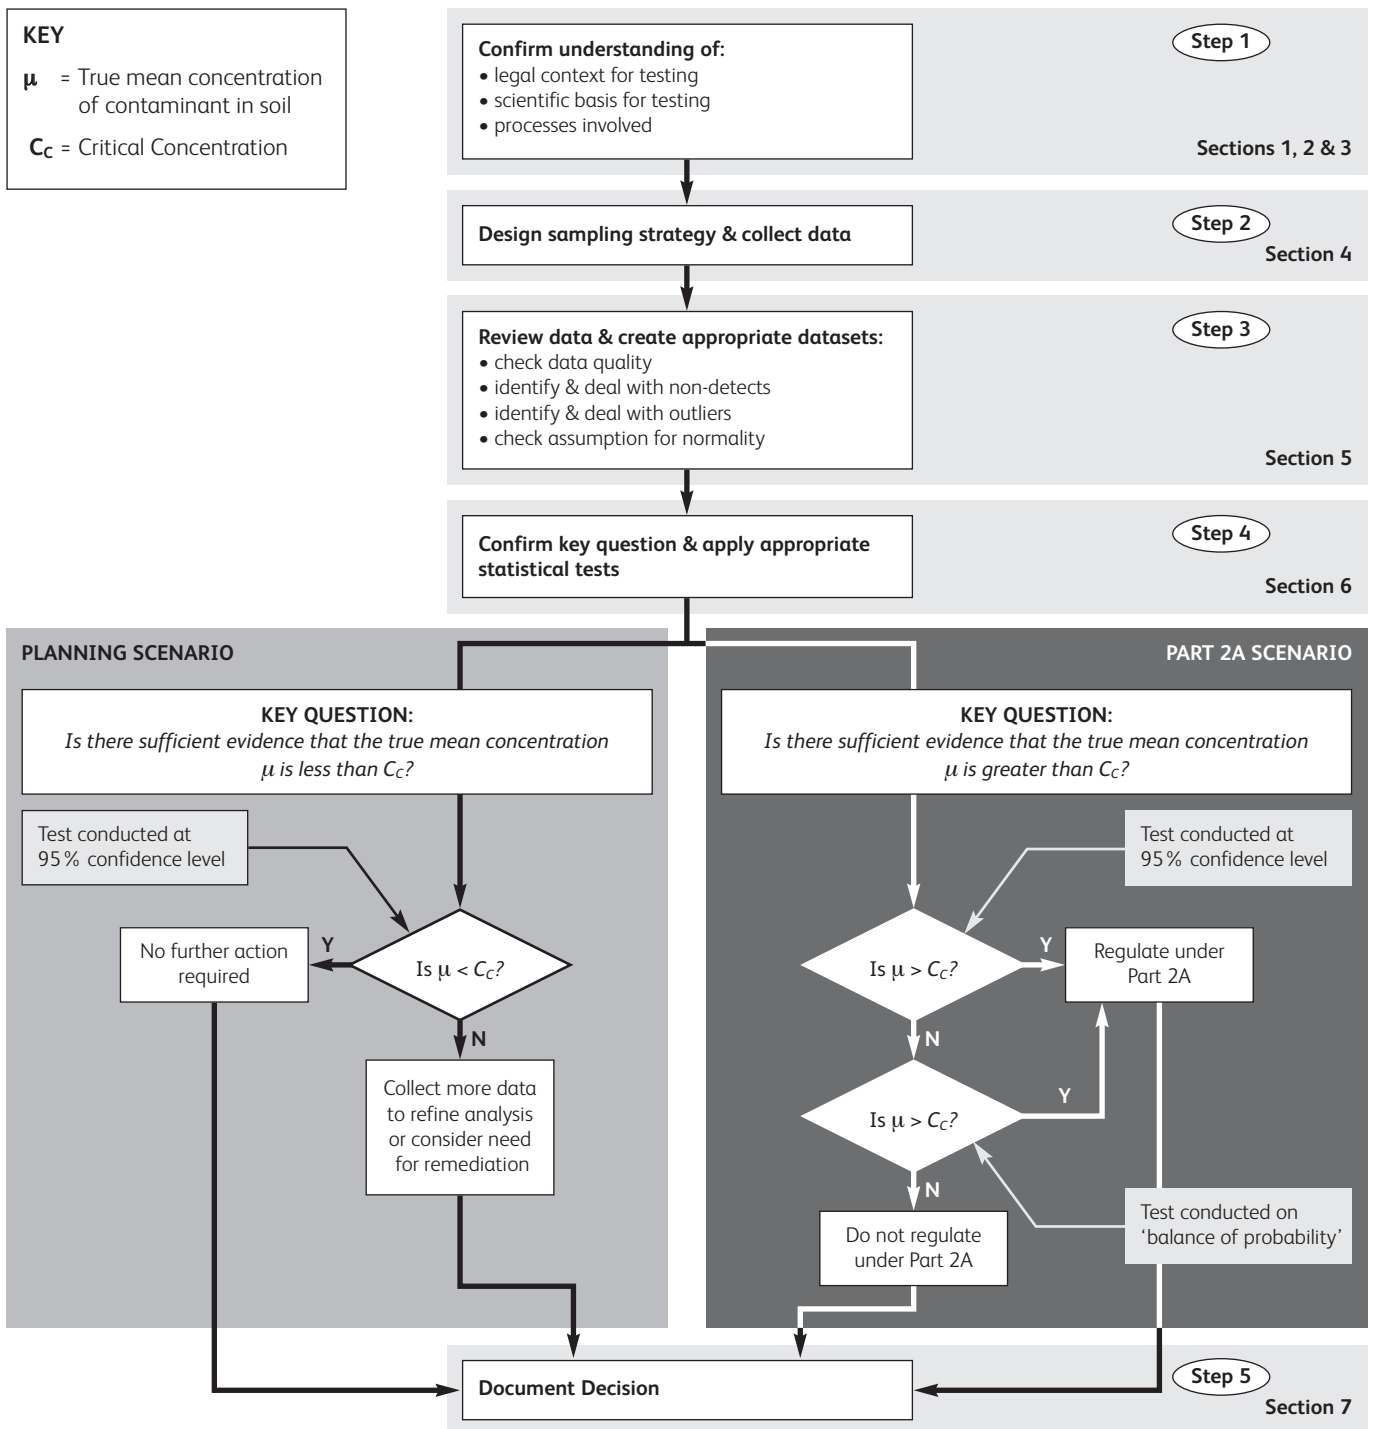 KEY
μ = True mean concentration
of contaminant in soil
C_C = Critical Concentration
Confirm understanding of:
• legal context for testing
• scientific basis for testing
• processes involved
Step 1
Sections 1, 2 & 3
Design sampling strategy & collect data
Step 2
Section 4
Review data & create appropriate datasets:
• check data quality
• identify & deal with non-detects
• identify & deal with outliers
• check assumption for normality
Step 3
Section 5
Confirm key question & apply appropriate
statistical tests
Step 4
Section 6
PLANNING SCENARIO
KEY QUESTION:
Is there sufficient evidence that the true mean concentration
μ is less than C_C?
Test conducted at
95% confidence level
Is μ < C_C?
Y
No further action
required
N
Collect more data
to refine analysis
or consider need
for remediation
PART 2A SCENARIO
KEY QUESTION:
Is there sufficient evidence that the true mean concentration
μ is greater than C_C?
Test conducted at
95% confidence level
Is μ > C_C?
Y
Regulate under
Part 2A
N
Is μ > C_C?
Y
N
Test conducted on
‘balance of probability’
Do not regulate
under Part 2A
Document Decision
Step 5
Section 7